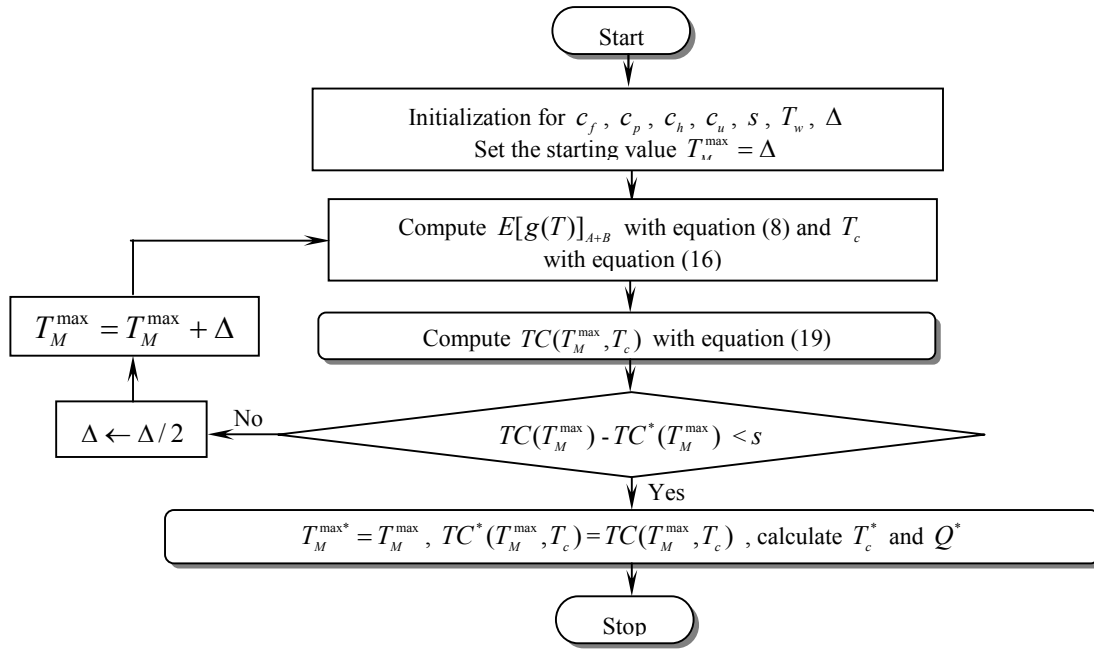 Start
Initialization for c_f , c_p , c_h , c_u , s , T_w , Δ
Set the starting value T_M^max = Δ
Compute E[g(T)]_{A+B} with equation (8) and T_c
with equation (16)
T_M^max = T_M^max + Δ
Compute TC(T_M^max, T_c) with equation (19)
Δ ← Δ / 2
No
TC(T_M^max) - TC^*(T_M^max) < s
Yes
T_M^max* = T_M^max , TC^*(T_M^max, T_c) = TC(T_M^max, T_c) , calculate T_c^* and Q^*
Stop